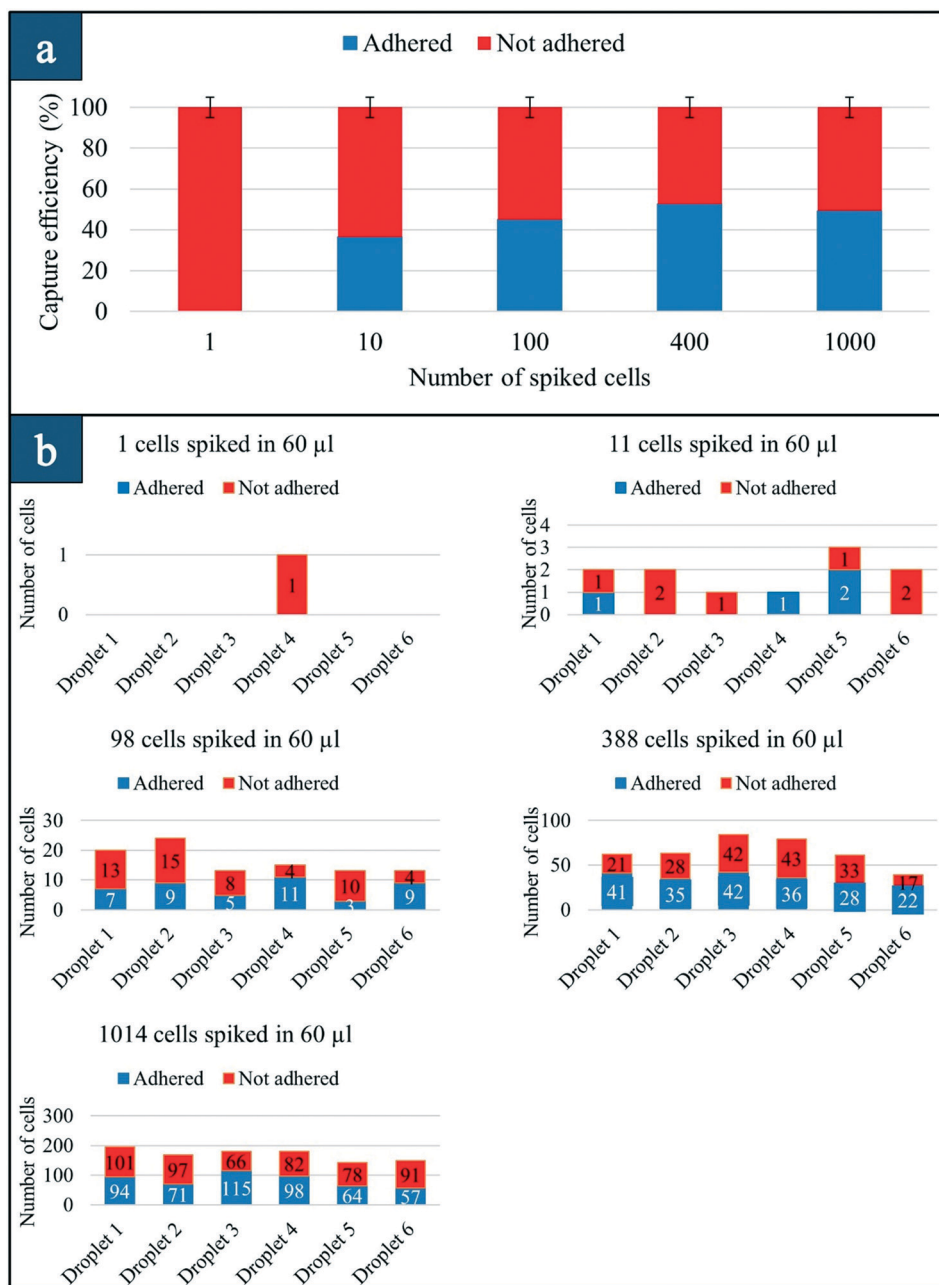 a
Adhered Not adhered
Capture efficiency (%)
100
80
60
40
20
0
1 10 100 400 1000
Number of spiked cells
b
1 cells spiked in 60 µl
Adhered Not adhered
Number of cells
1
0
1
Droplet 1 Droplet 2 Droplet 3 Droplet 4 Droplet 5 Droplet 6
11 cells spiked in 60 µl
Adhered Not adhered
Number of cells
4
3
2
1
0
1 2 1 1 2
1 1 2
Droplet 1 Droplet 2 Droplet 3 Droplet 4 Droplet 5 Droplet 6
98 cells spiked in 60 µl
Adhered Not adhered
Number of cells
30
20
10
0
13 15 8 4 10 4
7 9 5 11 3 9
Droplet 1 Droplet 2 Droplet 3 Droplet 4 Droplet 5 Droplet 6
388 cells spiked in 60 µl
Adhered Not adhered
Number of cells
100
50
0
21 28 42 43 33 17
41 35 42 36 28 22
Droplet 1 Droplet 2 Droplet 3 Droplet 4 Droplet 5 Droplet 6
1014 cells spiked in 60 µl
Adhered Not adhered
Number of cells
300
200
100
0
101 97 66 82 78 91
94 71 115 98 64 57
Droplet 1 Droplet 2 Droplet 3 Droplet 4 Droplet 5 Droplet 6